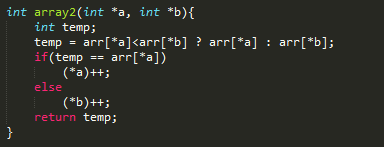 int array2(int *a, int *b){
    int temp;
    temp = arr[*a]<arr[*b] ? arr[*a] : arr[*b];
    if(temp == arr[*a])
        (*a)++;
    else
        (*b)++;
    return temp;
}